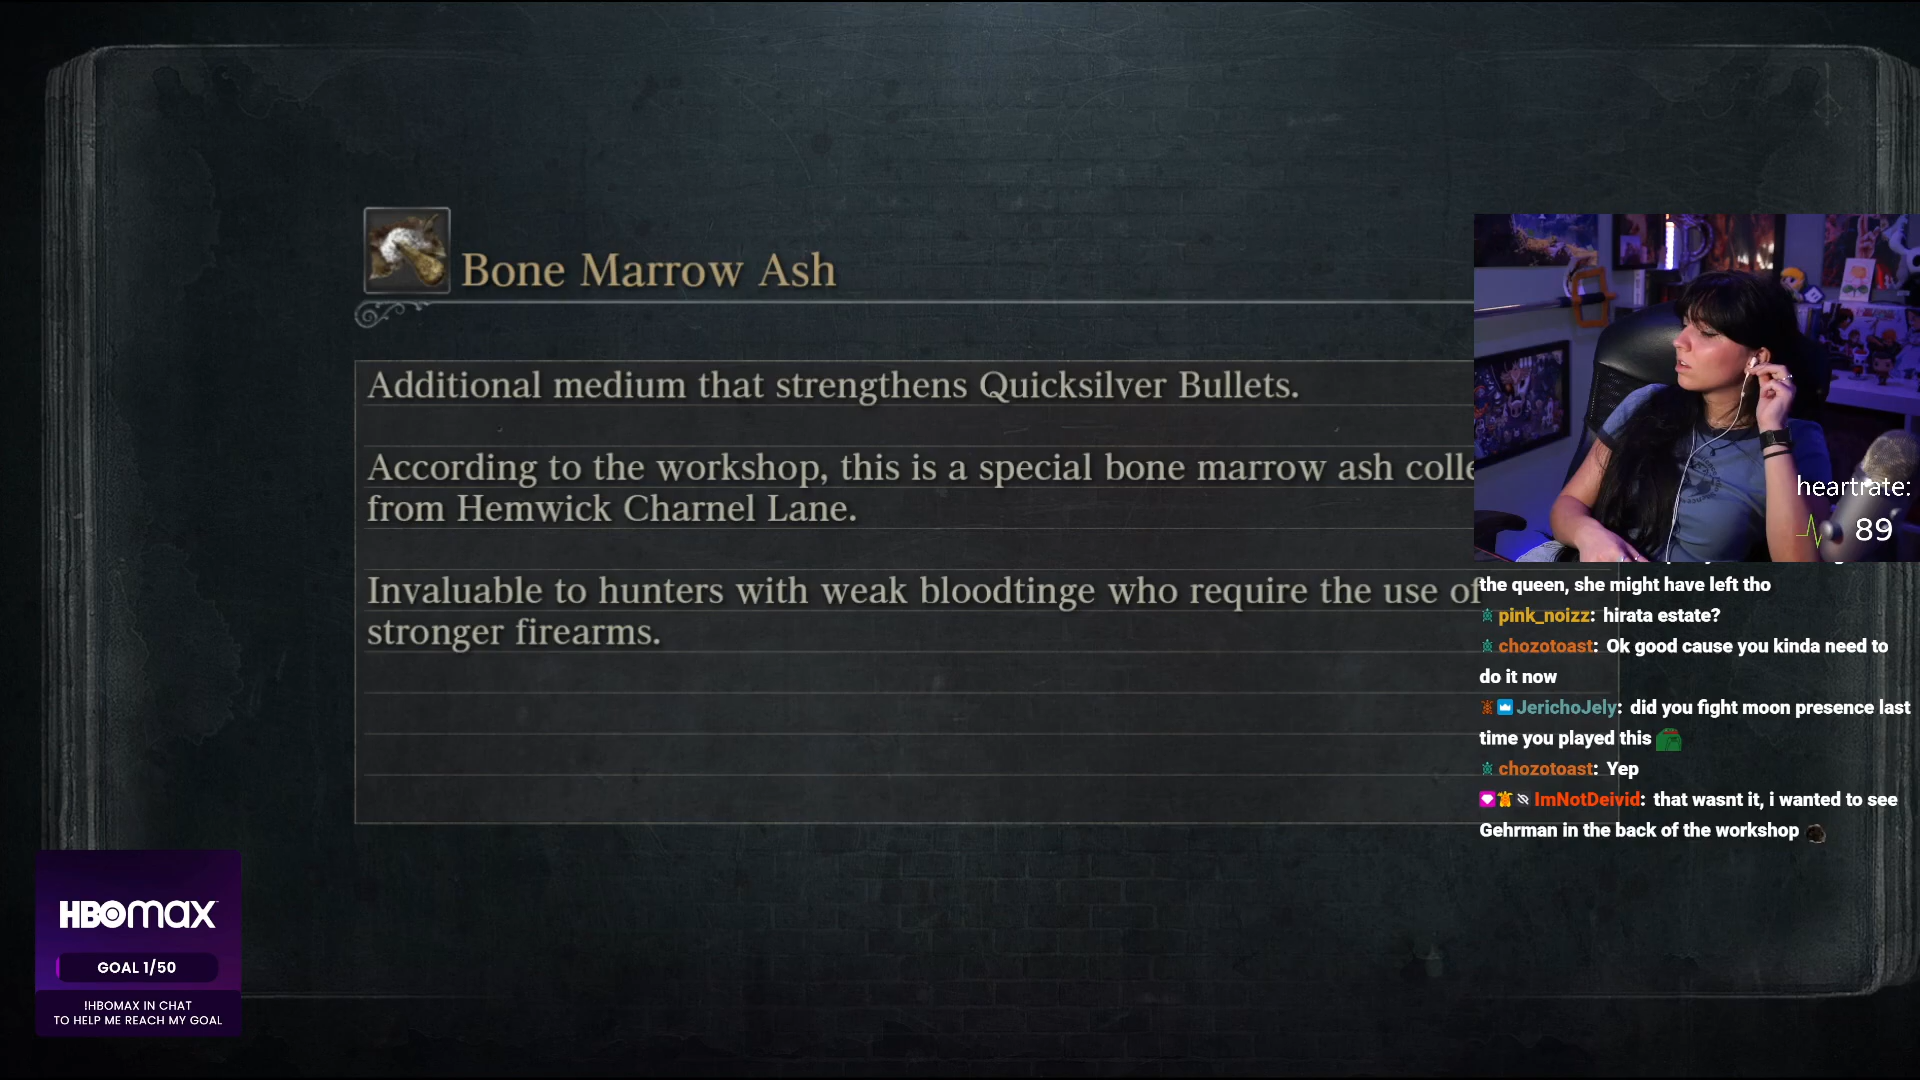 Bone Marrow Ash
Additional medium that strengthens Quicksilver Bullets.
According to the workshop, this is a special bone marrow ash colle
from Hemwick Charnel Lane.
Invaluable to hunters with weak bloodtinge who require the use of
stronger firearms.
heartrate:
89
the queen, she might have left tho
pink_noizz: hirata estate?
chozotoast: Ok good cause you kinda need to
do it now
JerichoJely: did you fight moon presence last
time you played this
chozotoast: Yep
ImNotDeivid: that wasnt it, i wanted to see
Gehrman in the back of the workshop
HBOMAX
GOAL 1/50
!HBOMAX IN CHAT
TO HELP ME REACH MY GOAL